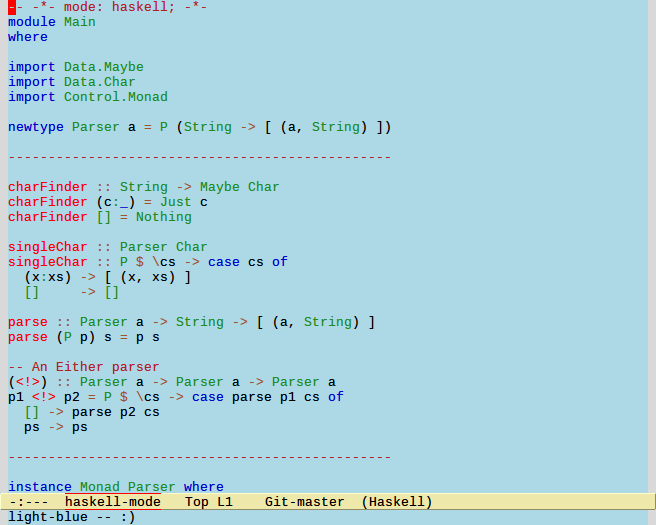 -- -*- mode: haskell; -*-
module Main
where

import Data.Maybe
import Data.Char
import Control.Monad

newtype Parser a = P (String -> [ (a, String) ])

------------------------------------------------

charFinder :: String -> Maybe Char
charFinder (c:_) = Just c
charFinder [] = Nothing

singleChar :: Parser Char
singleChar :: P $ \cs -> case cs of
  (x:xs) -> [ (x, xs) ]
  []     -> []

parse :: Parser a -> String -> [ (a, String) ]
parse (P p) s = p s

-- An Either parser
(<!>) :: Parser a -> Parser a -> Parser a
p1 <!> p2 = P $ \cs -> case parse p1 cs of
  [] -> parse p2 cs
  ps -> ps

------------------------------------------------

instance Monad Parser where
-:---  haskell-mode   Top L1    Git-master  (Haskell)
light-blue -- :)